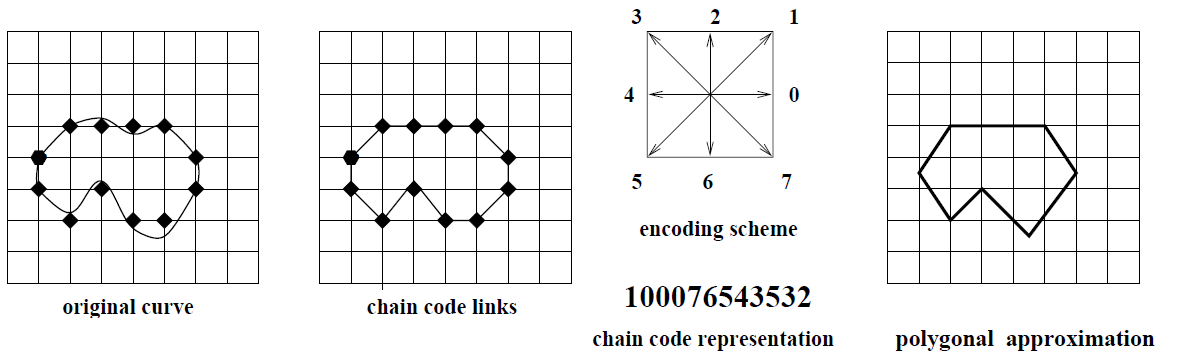 3 2 1
4 0
5 6 7
encoding scheme
100076543532
original curve
chain code links
chain code representation
polygonal approximation